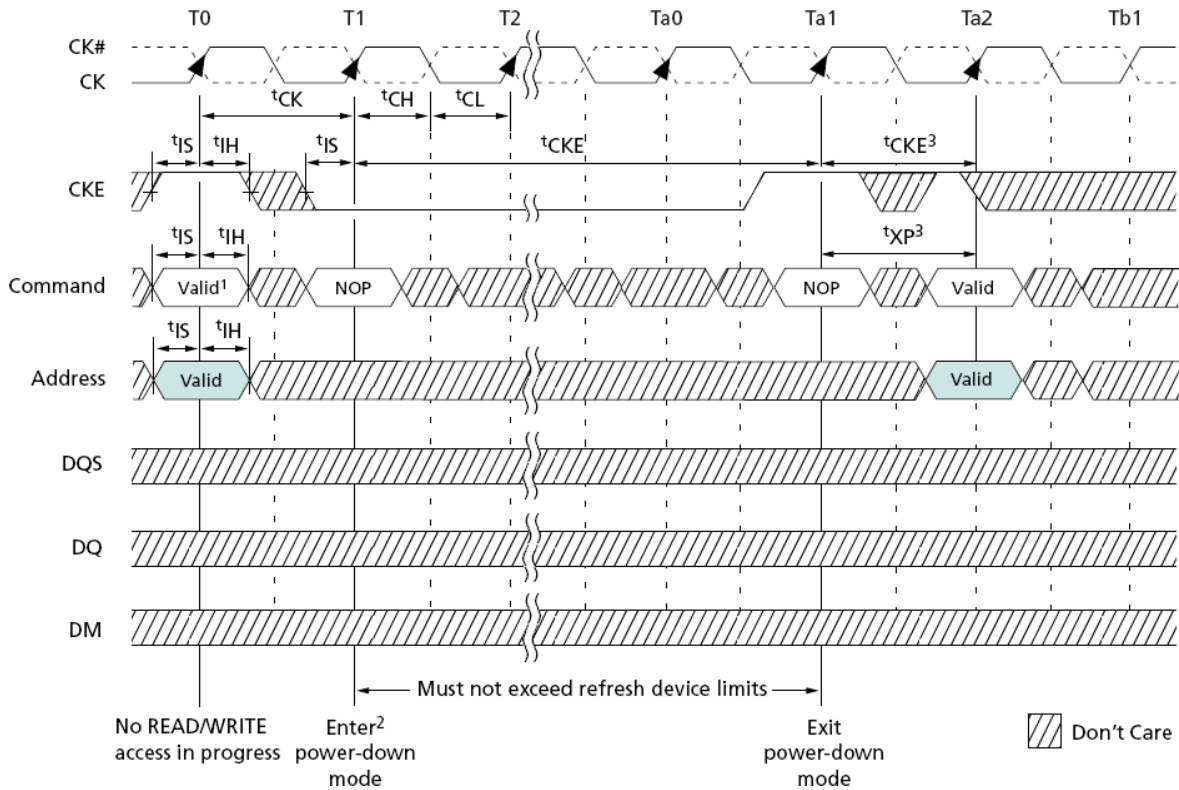 T0 T1 T2 Ta0 Ta1 Ta2 Tb1
CK#
CK
tCK tCH tCL
tIS tIH tIS tCKE tCKE3
CKE
tIS tIH tXP3
Command Valid1 NOP NOP Valid
tIS tIH
Address Valid Valid
DQS
DQ
DM
Must not exceed refresh device limits
No READ/WRITE
access in progress
Enter2
power-down
mode
Exit
power-down
mode
Don't Care